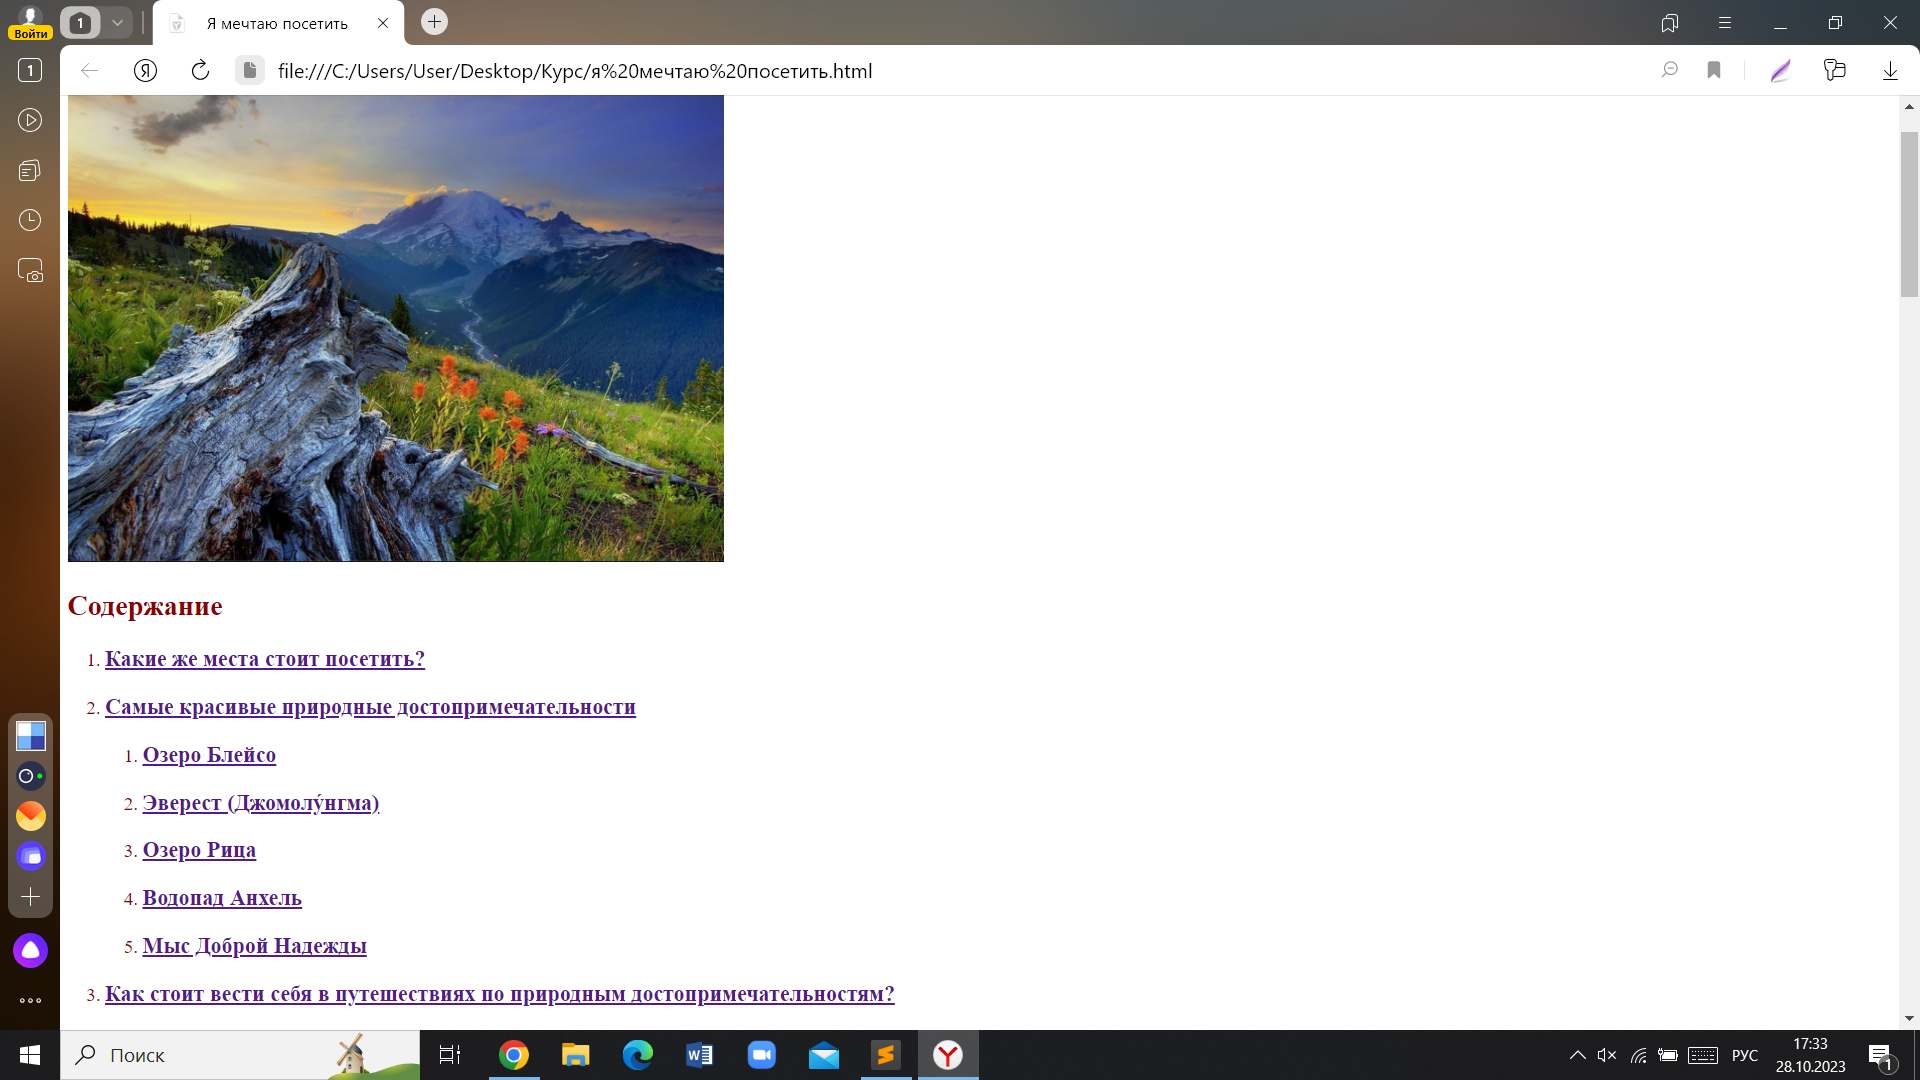 1
Я мечтаю посетить
Войти
1
Я
file:///C:/Users/User/Desktop/Курс/я%20мечтаю%20посетить.html
Содержание
1. Какие же места стоит посетить?
2. Самые красивые природные достопримечательности
1. Озеро Блейсо
2. Эверест (Джомолу́нгма)
3. Озеро Рица
4. Водопад Анхель
5. Мыс Доброй Надежды
3. Как стоит вести себя в путешествиях по природным достопримечательностям?
Поиск
РУС
17:33
28.10.2023
1